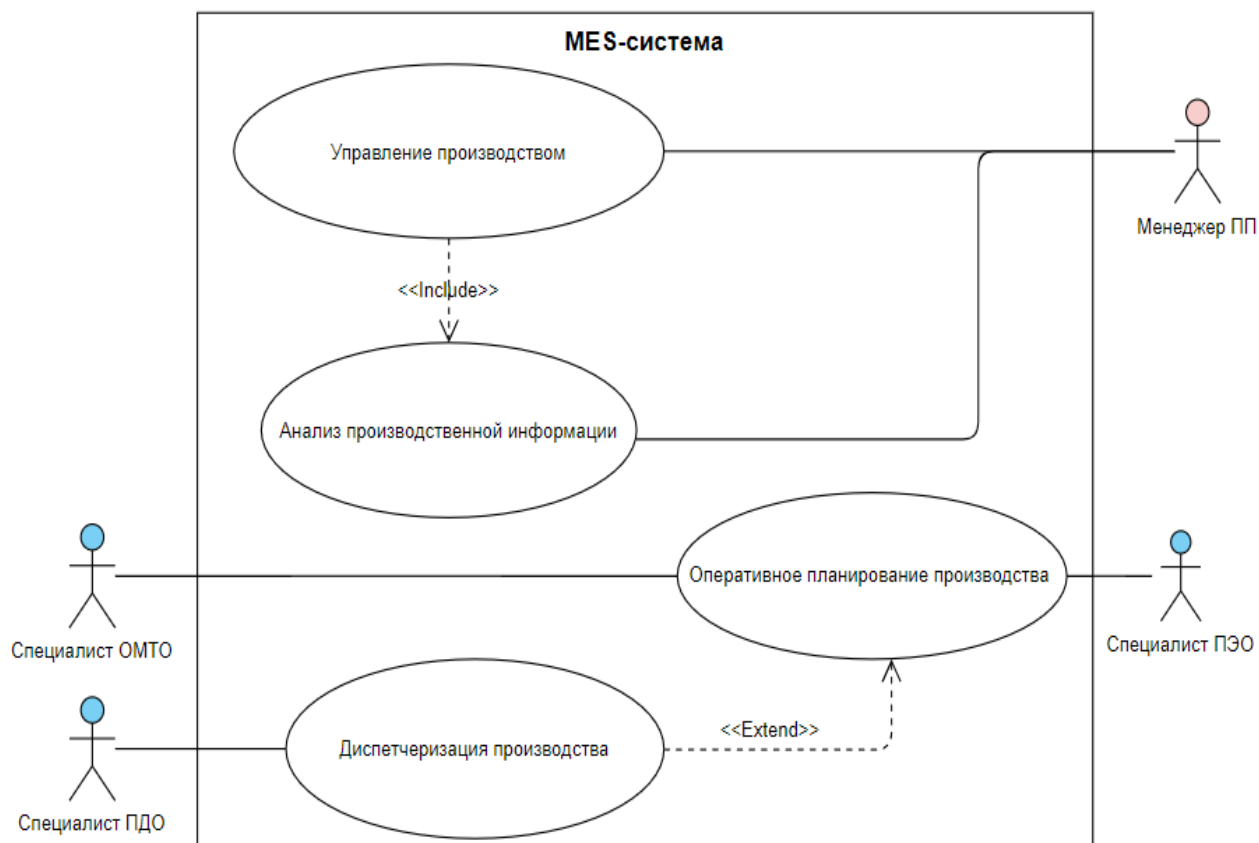 MES-система
Управление производством
Менеджер ПП
<<Include>>
Анализ производственной информации
Оперативное планирование производства
Специалист ОМТО
Специалист ПЭО
<<Extend>>
Диспетчеризация производства
Специалист ПДО